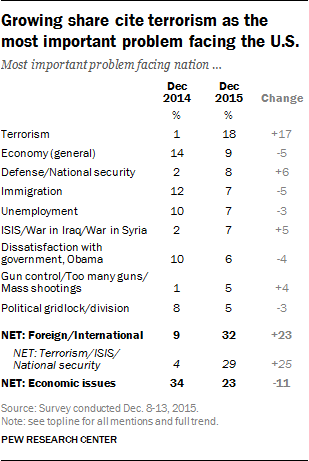 Growing share cite terrorism as the
most important problem facing the U.S.
Most important problem facing nation ...
Dec 2014 Dec 2015 Change
% %
Terrorism 1 18 +17
Economy (general) 14 9 -5
Defense/National security 2 8 +6
Immigration 12 7 -5
Unemployment 10 7 -3
ISIS/War in Iraq/War in Syria 2 7 +5
Dissatisfaction with
government, Obama 10 6 -4
Gun control/Too many guns/
Mass shootings 1 5 +4
Political gridlock/division 8 5 -3
NET: Foreign/International 9 32 +23
NET: Terrorism/ISIS/
National security 4 29 +25
NET: Economic issues 34 23 -11
Source: Survey conducted Dec. 8-13, 2015.
Note: see topline for all mentions and full trend.
PEW RESEARCH CENTER